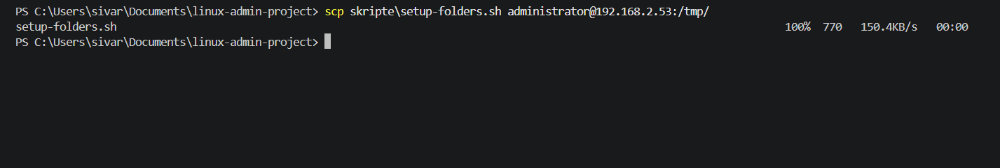 PS C:\Users\sivar\Documents\linux-admin-project> scp skripte\setup-folders.sh administrator@192.168.2.53:/tmp/
setup-folders.sh 100% 770 150.4KB/s 00:00
PS C:\Users\sivar\Documents\linux-admin-project>